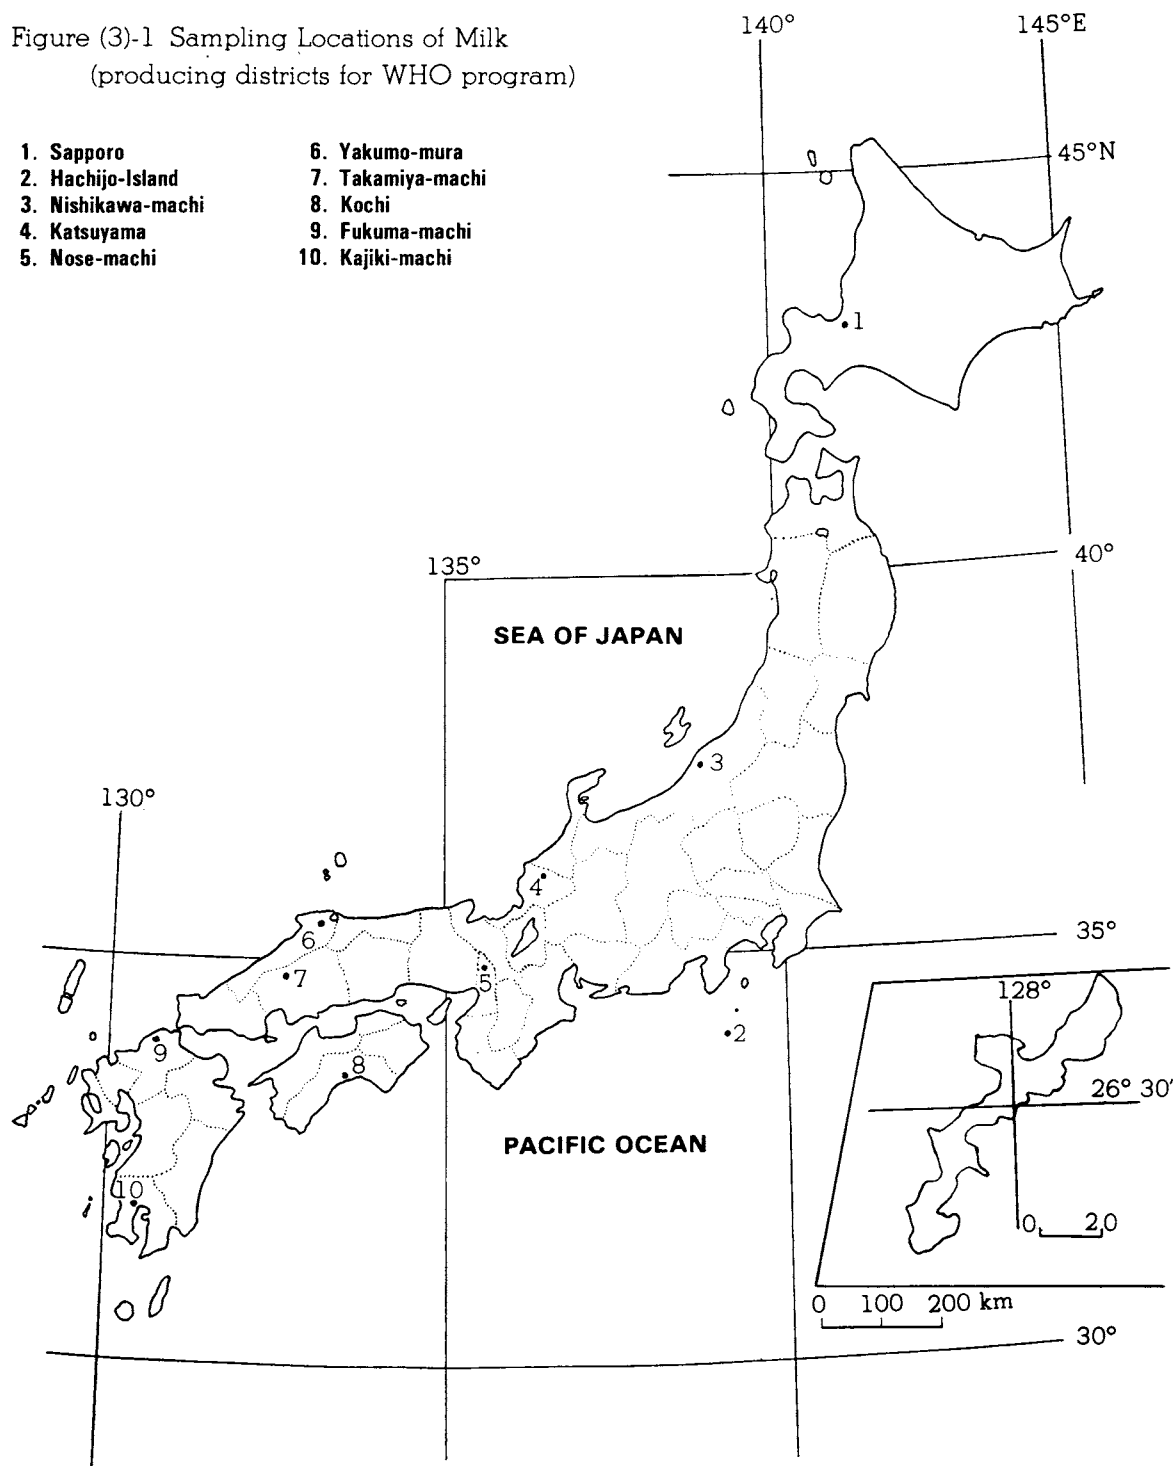 Figure (3)-1 Sampling Locations of Milk
(producing districts for WHO program)
1. Sapporo
2. Hachijo-Island
3. Nishikawa-machi
4. Katsuyama
5. Nose-machi
6. Yakumo-mura
7. Takamiya-machi
8. Kochi
9. Fukuma-machi
10. Kajiki-machi
140°
145°E
45°N
1
40°
135°
SEA OF JAPAN
3
130°
4
6
35°
7
5
128°
2
9
8
26° 30'
PACIFIC OCEAN
10
0 20
0 100 200 km
30°